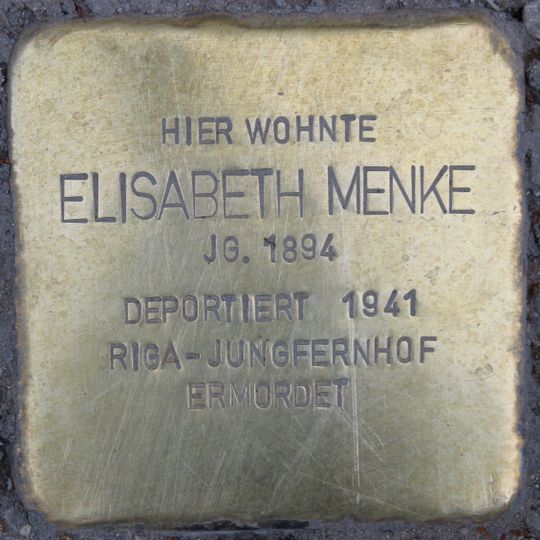 HIER WOHNTE
ELISABETH MENKE
JG. 1894
DEPORTIERT 1941
RIGA-JUNGFERNHOF
ERMORDET